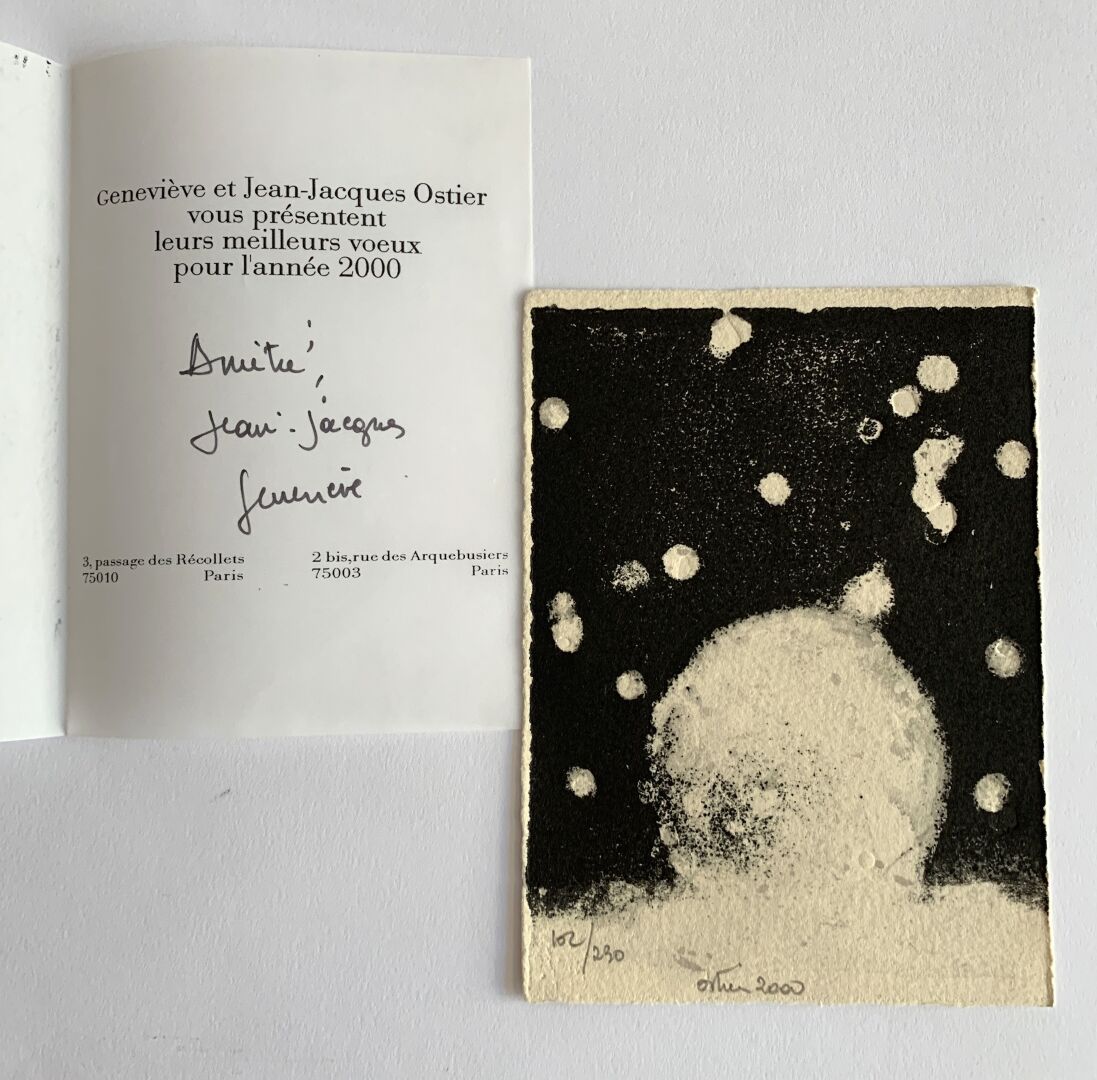 Geneviève et Jean-Jacques Ostier
vous présentent
leurs meilleurs voeux
pour l'année 2000
Amitié,
Jean-Jacques
Geneviève
3, passage des Récollets
75010 Paris
2 bis,rue des Arquebusiers
75003 Paris
102/290
ostier 2000